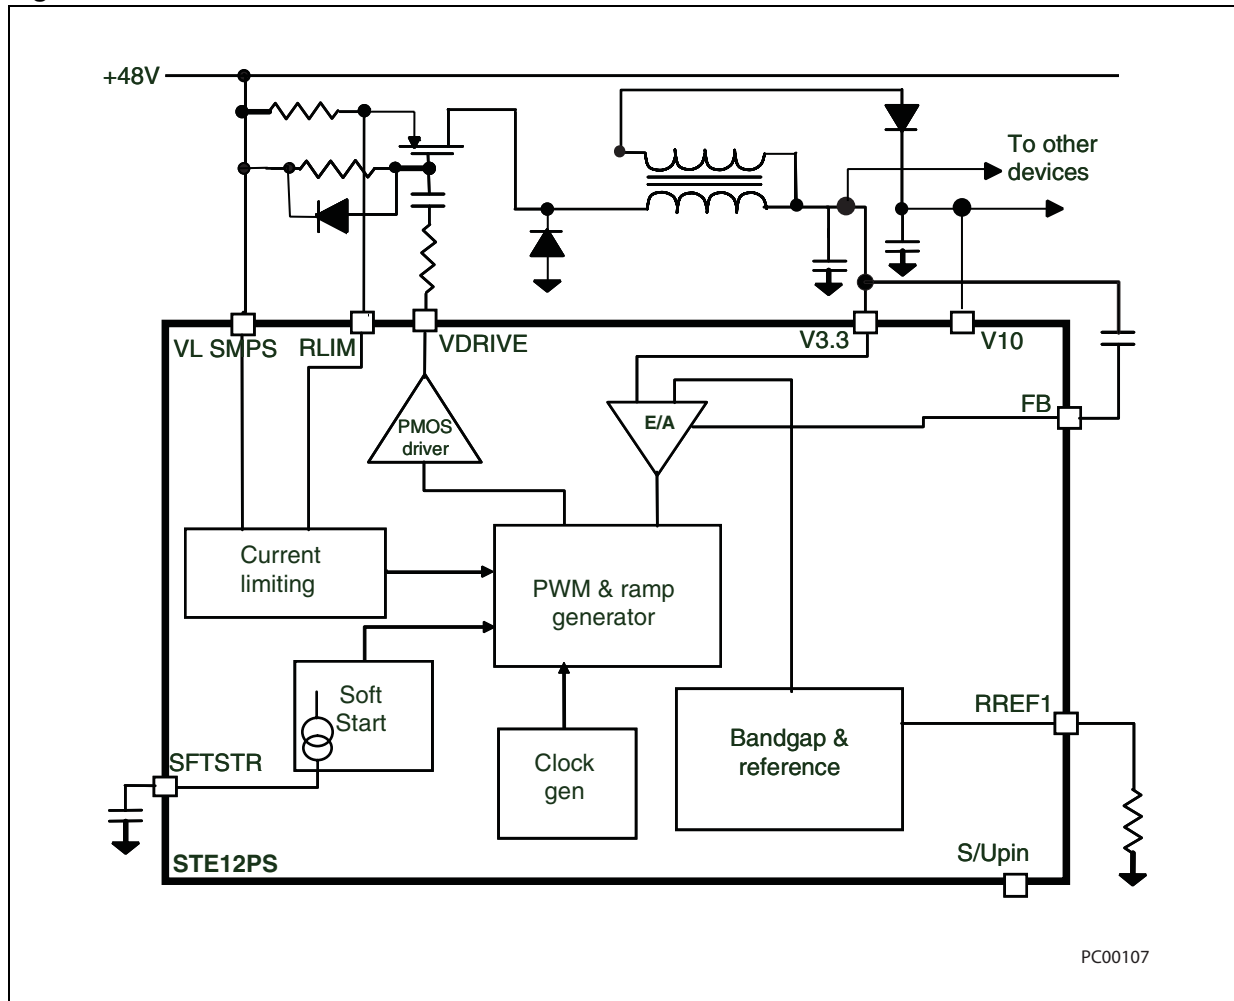 +48V
To other
devices
VL SMPS
RLIM
VDRIVE
V3.3
V10
FB
PMOS
driver
E/A
Current
limiting
PWM & ramp
generator
Soft
Start
RREF1
Bandgap &
reference
SFTSTR
Clock
gen
S/Upin
STE12PS
PC00107